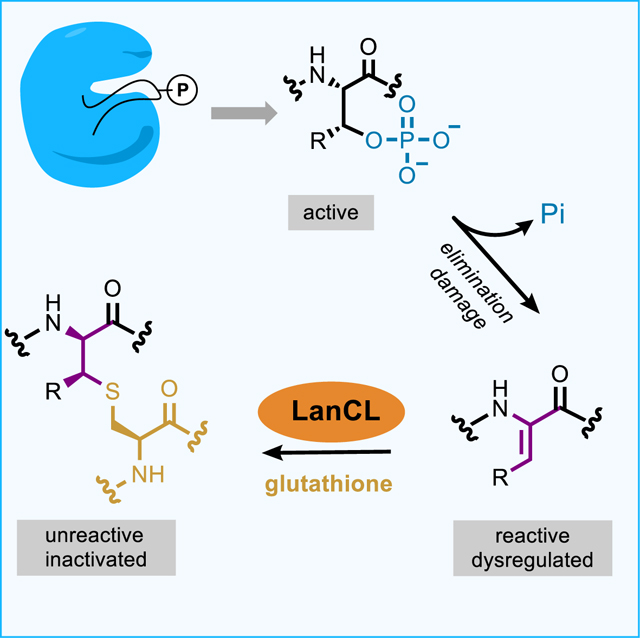 P
H
N
O
R
O
P
O
O
−
O
−
active
Pi
elimination
damage
H
N
O
R
S
O
NH
LanCL
glutathione
H
N
O
R
unreactive
inactivated
reactive
dysregulated